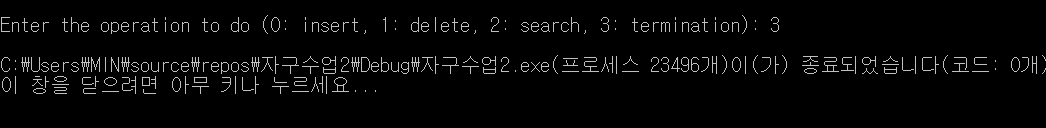 Enter the operation to do (0: insert, 1: delete, 2: search, 3: termination): 3
C:₩Users₩MIN₩source₩repos₩자구수업2₩Debug₩자구수업2.exe(프로세스 23496개)이(가) 종료되었습니다(코드: 0개)
이 창을 닫으려면 아무 키나 누르세요...